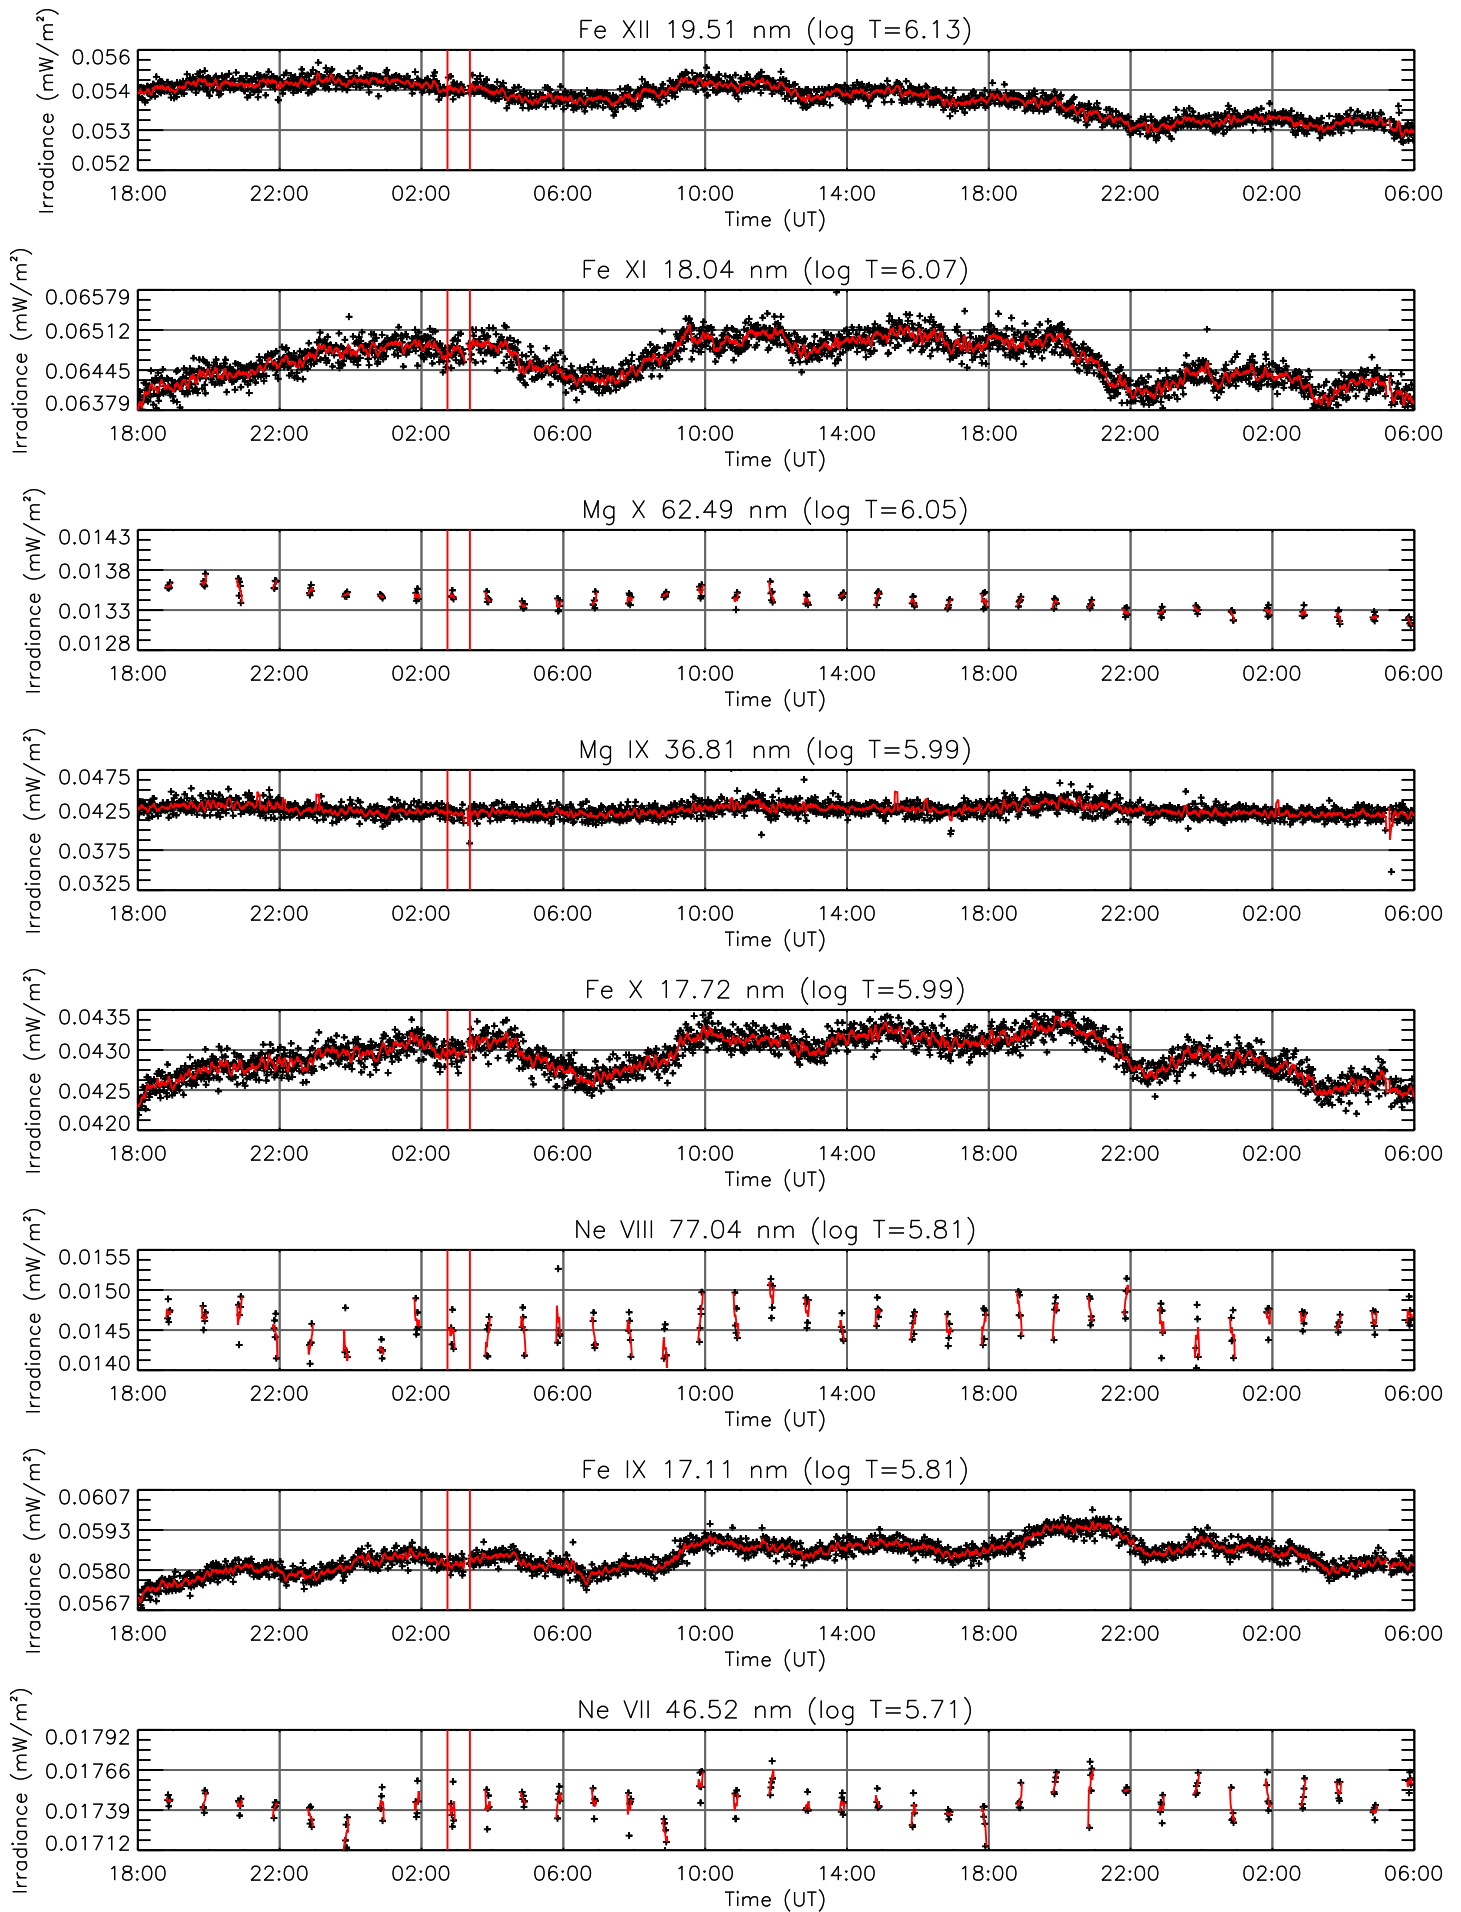 Fe XII 19.51 nm (log T=6.13)
Irradiance (mW/m²)
0.056
0.054
0.053
0.052
18:00 22:00 02:00 06:00 10:00 14:00 18:00 22:00 02:00 06:00
Time (UT)
Fe XI 18.04 nm (log T=6.07)
Irradiance (mW/m²)
0.06579
0.06512
0.06445
0.06379
18:00 22:00 02:00 06:00 10:00 14:00 18:00 22:00 02:00 06:00
Time (UT)
Mg X 62.49 nm (log T=6.05)
Irradiance (mW/m²)
0.0143
0.0138
0.0133
0.0128
18:00 22:00 02:00 06:00 10:00 14:00 18:00 22:00 02:00 06:00
Time (UT)
Mg IX 36.81 nm (log T=5.99)
Irradiance (mW/m²)
0.0475
0.0425
0.0375
0.0325
18:00 22:00 02:00 06:00 10:00 14:00 18:00 22:00 02:00 06:00
Time (UT)
Fe X 17.72 nm (log T=5.99)
Irradiance (mW/m²)
0.0435
0.0430
0.0425
0.0420
18:00 22:00 02:00 06:00 10:00 14:00 18:00 22:00 02:00 06:00
Time (UT)
Ne VIII 77.04 nm (log T=5.81)
Irradiance (mW/m²)
0.0155
0.0150
0.0145
0.0140
18:00 22:00 02:00 06:00 10:00 14:00 18:00 22:00 02:00 06:00
Time (UT)
Fe IX 17.11 nm (log T=5.81)
Irradiance (mW/m²)
0.0607
0.0593
0.0580
0.0567
18:00 22:00 02:00 06:00 10:00 14:00 18:00 22:00 02:00 06:00
Time (UT)
Ne VII 46.52 nm (log T=5.71)
Irradiance (mW/m²)
0.01792
0.01766
0.01739
0.01712
18:00 22:00 02:00 06:00 10:00 14:00 18:00 22:00 02:00 06:00
Time (UT)